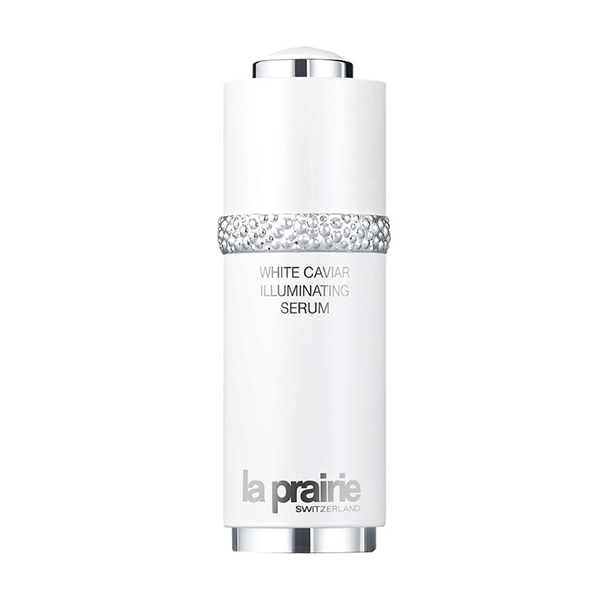 WHITE CAVIAR
ILLUMINATING
SERUM
la prairie
SWITZERLAND